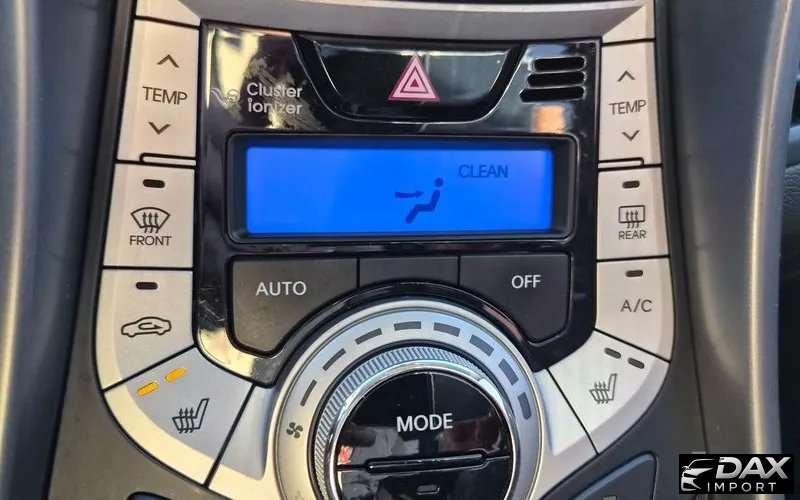 Cluster
ionizer
TEMP
TEMP
CLEAN
FRONT
REAR
AUTO
OFF
A/C
MODE
DAX
IMPORT